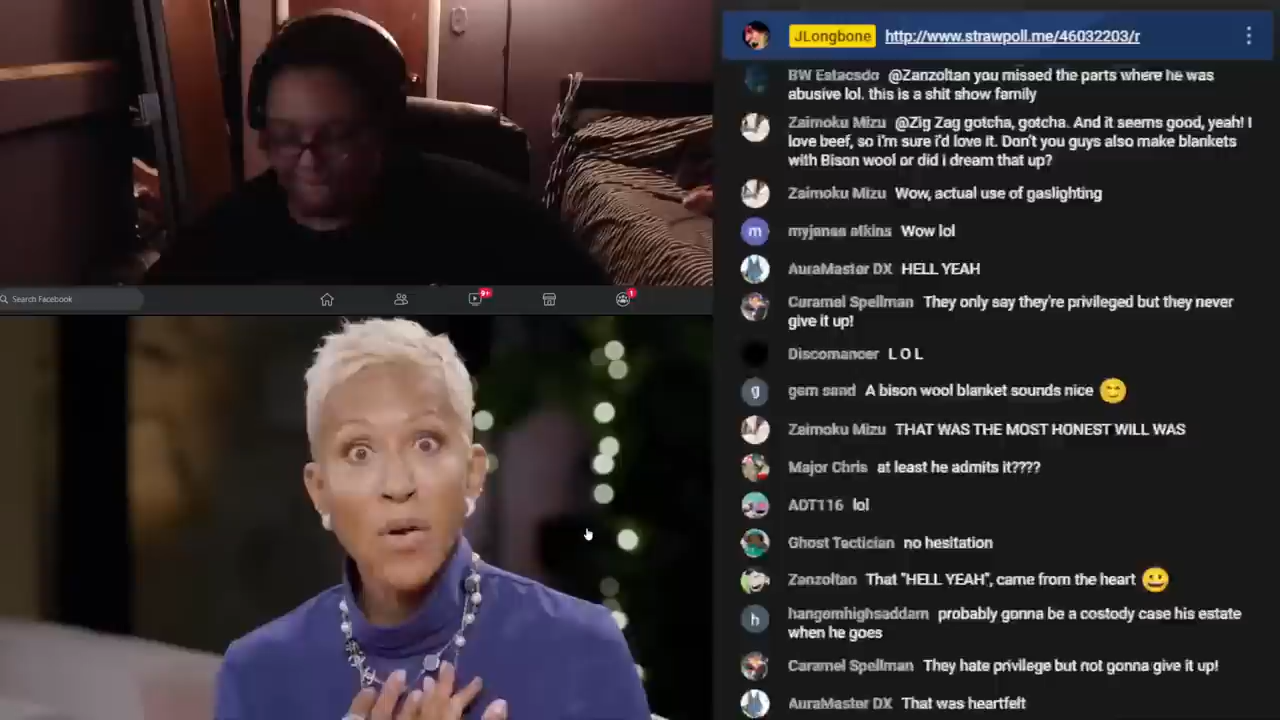 JLongbone http://www.strawpoll.me/46032203/r
BW Estacado @Zanzoltan you missed the parts where he was
abusive lol. this is a shit show family
Zaimoku Mizu @Zig Zag gotcha, gotcha. And it seems good, yeah! I
love beef, so i'm sure i'd love it. Don't you guys also make blankets
with Bison wool or did i dream that up?
Zaimoku Mizu Wow, actual use of gaslighting
m myjanea atkins Wow lol
AuraMaster DX HELL YEAH
Caramel Spellman They only say they're privileged but they never
give it up!
Discomancer L O L
g gem sand A bison wool blanket sounds nice
Zaimoku Mizu THAT WAS THE MOST HONEST WILL WAS
Major Chris at least he admits it????
ADT116 lol
Ghost Tactician no hesitation
Zanzoltan That "HELL YEAH", came from the heart
h hangemhighsaddam probably gonna be a costody case his estate
when he goes
Caramel Spellman They hate privilege but not gonna give it up!
AuraMaster DX That was heartfelt
Search Facebook
9+
1